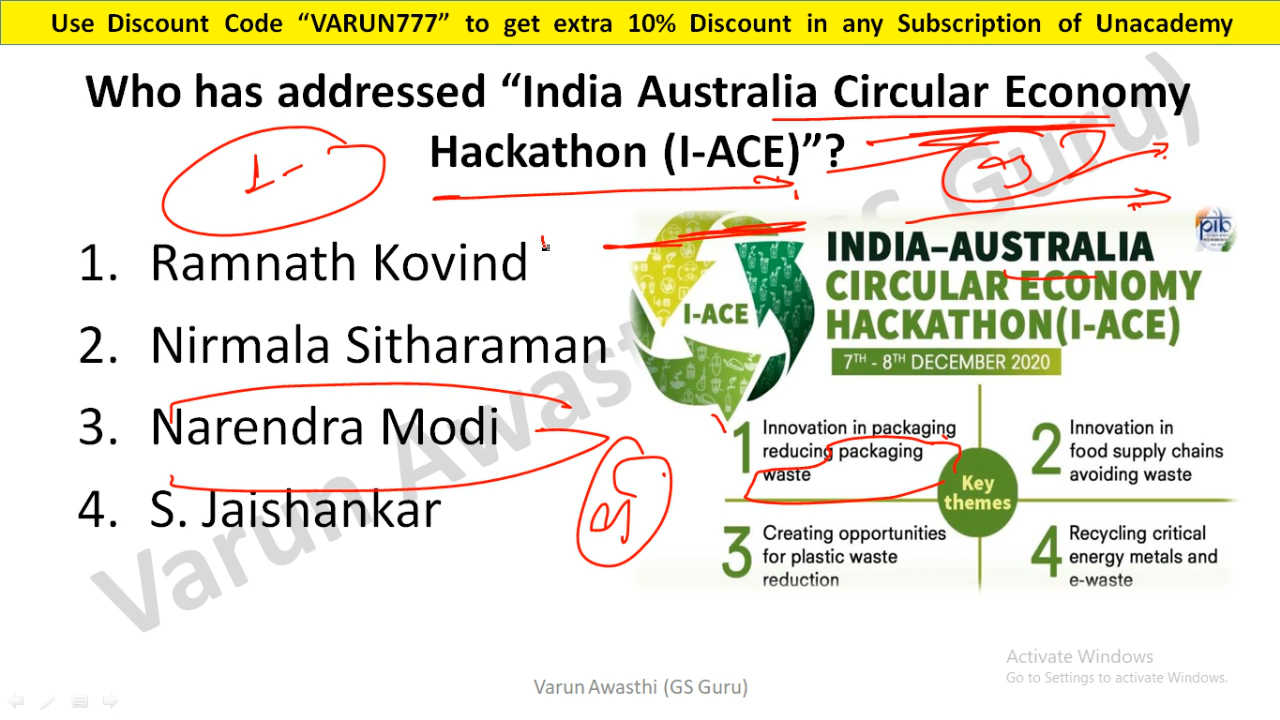 Use Discount Code “VARUN777” to get extra 10% Discount in any Subscription of Unacademy
Who has addressed “India Australia Circular Economy
Hackathon (I-ACE)”?
1-
1. Ramnath Kovind
2. Nirmala Sitharaman
3. Narendra Modi
4. S. Jaishankar
pib
I-ACE
INDIA–AUSTRALIA
CIRCULAR ECONOMY
HACKATHON(I-ACE)
7TH - 8TH DECEMBER 2020
1 Innovation in packaging
reducing packaging
waste
2 Innovation in
food supply chains
avoiding waste
Key
themes
3 Creating opportunities
for plastic waste
reduction
4 Recycling critical
energy metals and
e-waste
Varun Awasthi (GS Guru)
Activate Windows
Go to Settings to activate Windows.
Varun Awasthi (GS Guru)